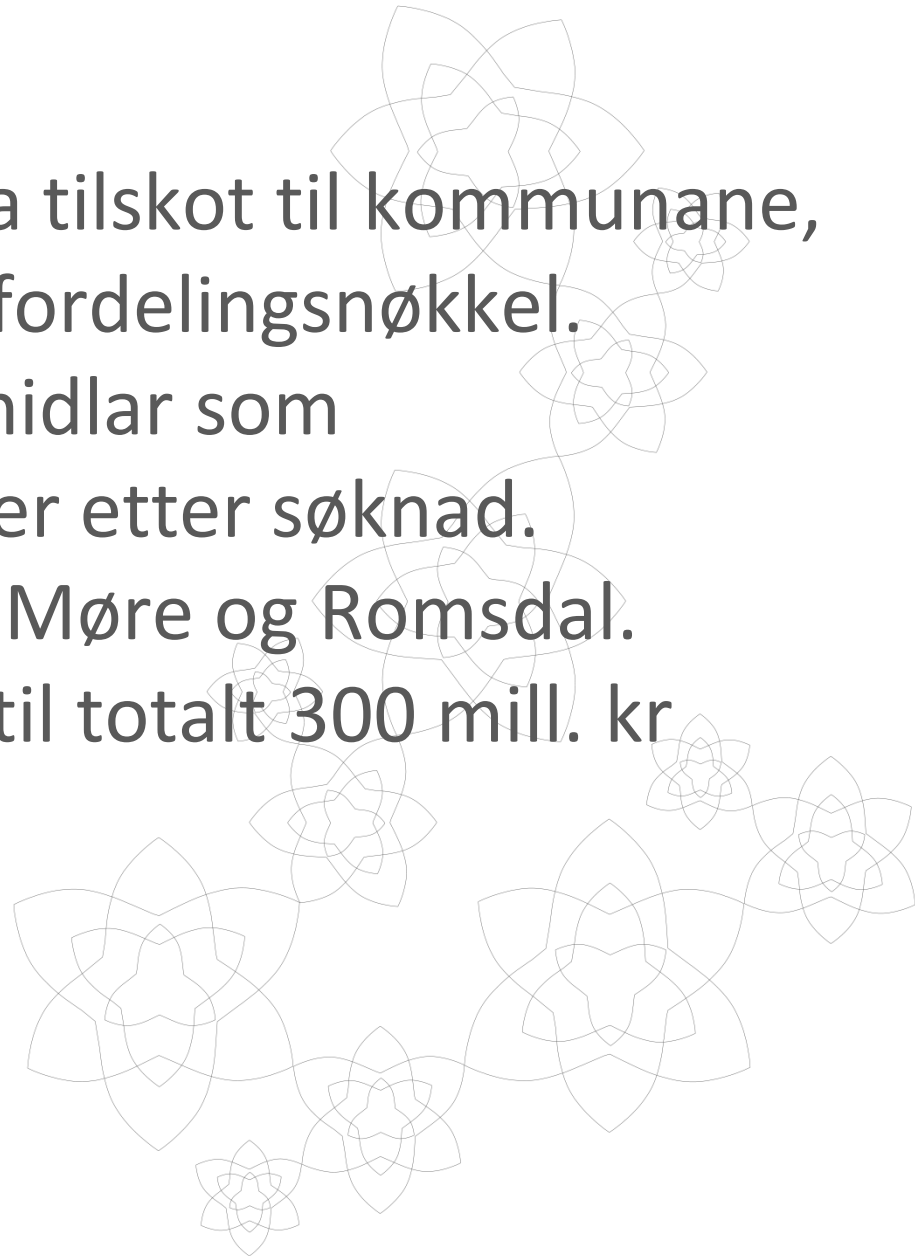 a tilskot til kommunane,
fordelingsnøkkel.
midlar som
er etter søknad.
Møre og Romsdal.
til totalt 300 mill. kr